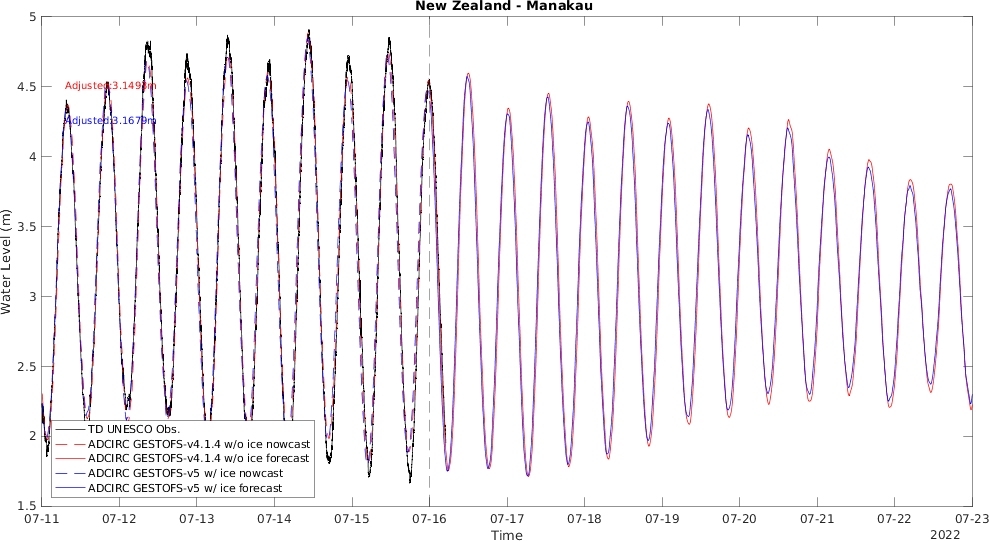 New Zealand - Manakau
5
4.5
4
3.5
3
2.5
2
1.5
Water Level (m)
Adjusted:3.1493m
Adjusted:3.1679m
TD UNESCO Obs.
ADCIRC GESTOFS-v4.1.4 w/o ice nowcast
ADCIRC GESTOFS-v4.1.4 w/o ice forecast
ADCIRC GESTOFS-v5 w/ ice nowcast
ADCIRC GESTOFS-v5 w/ ice forecast
07-11 07-12 07-13 07-14 07-15 07-16 07-17 07-18 07-19 07-20 07-21 07-22 07-23
Time
2022